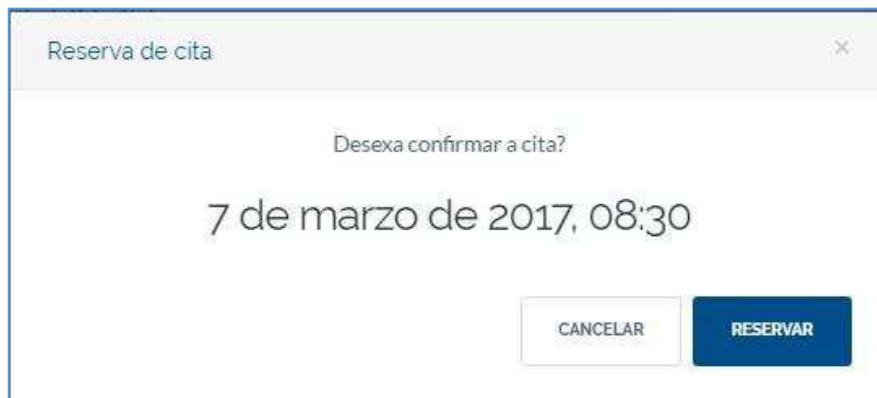 Reserva de cita
×
Desexa confirmar a cita?
7 de marzo de 2017, 08:30
CANCELAR RESERVAR